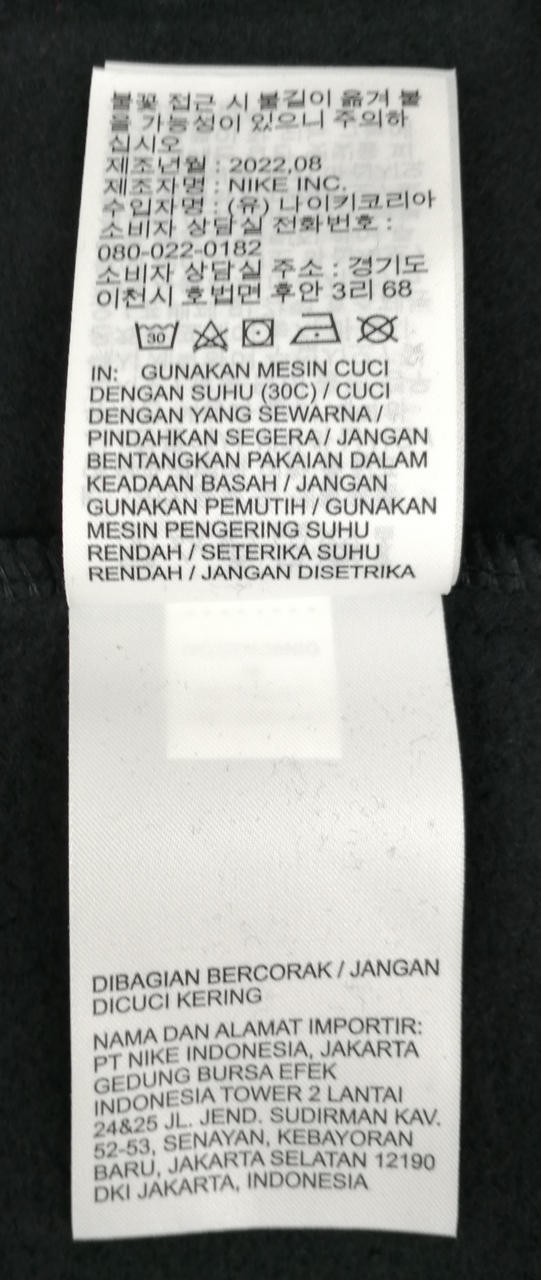 불꽃 접근 시 불길이 옮겨 붙
을 가능성이 있으니 주의하
십시오
제조년월 : 2022,08
제조자명 : NIKE INC.
수입자명 : (유) 나이키코리아
소비자 상담실 전화번호 :
080-022-0182
소비자 상담실 주소 : 경기도
이천시 호법면 후안 3리 68
30
IN: GUNAKAN MESIN CUCI
DENGAN SUHU (30C) / CUCI
DENGAN YANG SEWARNA /
PINDAHKAN SEGERA / JANGAN
BENTANGKAN PAKAIAN DALAM
KEADAAN BASAH / JANGAN
GUNAKAN PEMUTIH / GUNAKAN
MESIN PENGERING SUHU
RENDAH / SETERIKA SUHU
RENDAH / JANGAN DISETRIKA
DIBAGIAN BERCORAK / JANGAN
DICUCI KERING
NAMA DAN ALAMAT IMPORTIR:
PT NIKE INDONESIA, JAKARTA
GEDUNG BURSA EFEK
INDONESIA TOWER 2 LANTAI
24&25 JL. JEND. SUDIRMAN KAV.
52-53, SENAYAN, KEBAYORAN
BARU, JAKARTA SELATAN 12190
DKI JAKARTA, INDONESIA